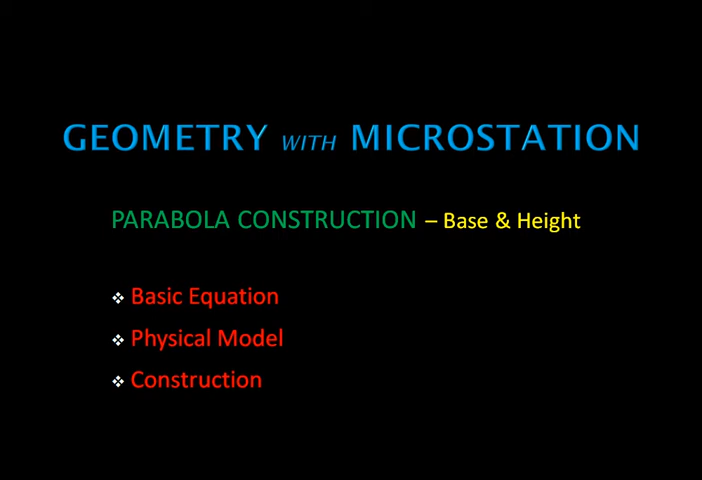 GEOMETRY WITH MICROSTATION
PARABOLA CONSTRUCTION – Base & Height
Basic Equation
Physical Model
Construction